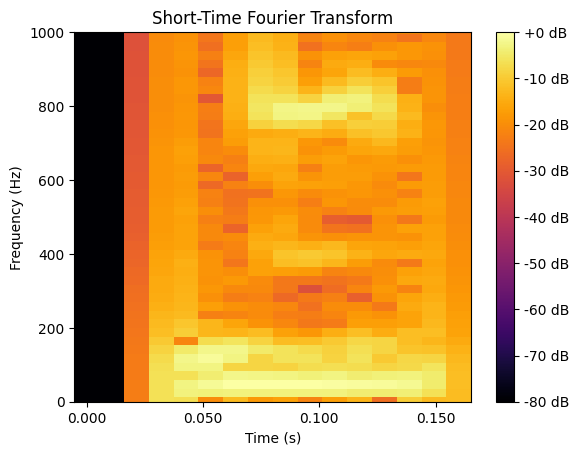 Short-Time Fourier Transform
1000
800
600
400
200
0
Frequency (Hz)
0.000
0.050
0.100
0.150
Time (s)
+0 dB
-10 dB
-20 dB
-30 dB
-40 dB
-50 dB
-60 dB
-70 dB
-80 dB